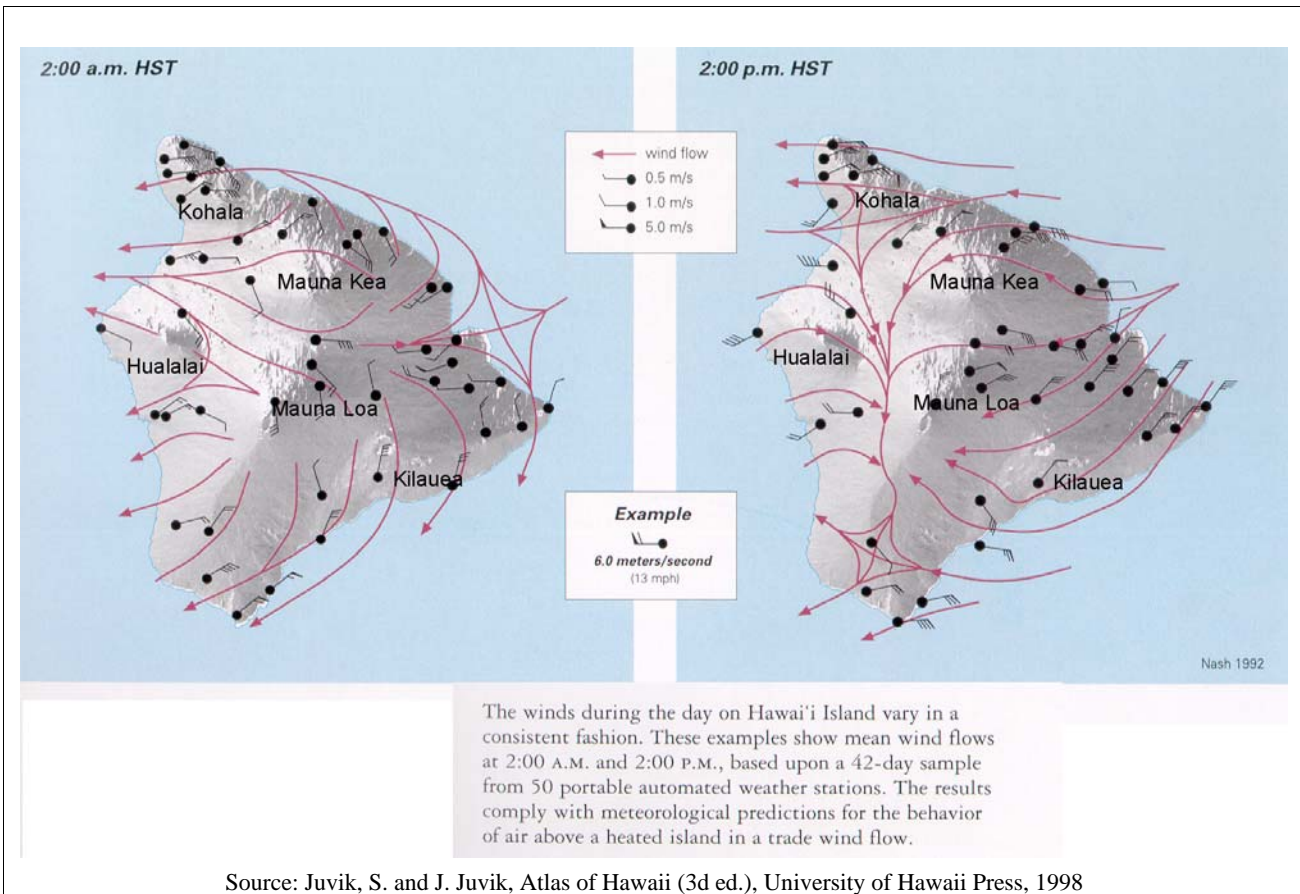 2:00 a.m. HST
2:00 p.m. HST
wind flow
0.5 m/s
1.0 m/s
5.0 m/s
Kohala
Mauna Kea
Hualalai
Mauna Loa
Kilauea
Kohala
Mauna Kea
Hualalai
Mauna Loa
Kilauea
Example
6.0 meters/second
(13 mph)
Nash 1992
The winds during the day on Hawai‘i Island vary in a
consistent fashion. These examples show mean wind flows
at 2:00 A.M. and 2:00 P.M., based upon a 42-day sample
from 50 portable automated weather stations. The results
comply with meteorological predictions for the behavior
of air above a heated island in a trade wind flow.
Source: Juvik, S. and J. Juvik, Atlas of Hawaii (3d ed.), University of Hawaii Press, 1998